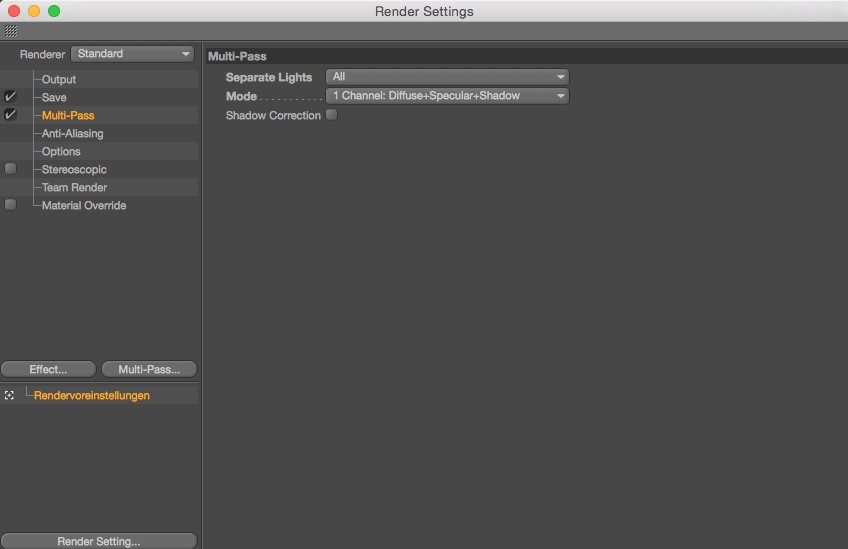 Render Settings
Renderer Standard
Output
Save
Multi-Pass
Anti-Aliasing
Options
Stereoscopic
Team Render
Material Override
Effect... Multi-Pass...
Rendervoreinstellungen
Render Setting...
Multi-Pass
Separate Lights All
Mode . . . . . . . . . . . 1 Channel: Diffuse+Specular+Shadow
Shadow Correction